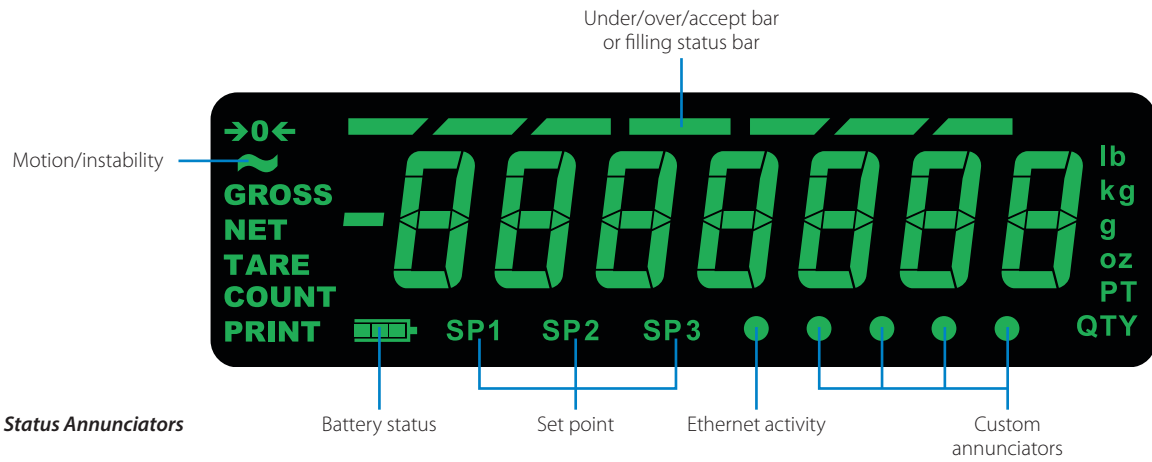 Under/over/accept bar
or filling status bar
→0←
Motion/instability
GROSS
NET
TARE
COUNT
PRINT
-8888888
lb
kg
g
oz
PT
QTY
SP1 SP2 SP3
Status Annunciators
Battery status
Set point
Ethernet activity
Custom
annunciators